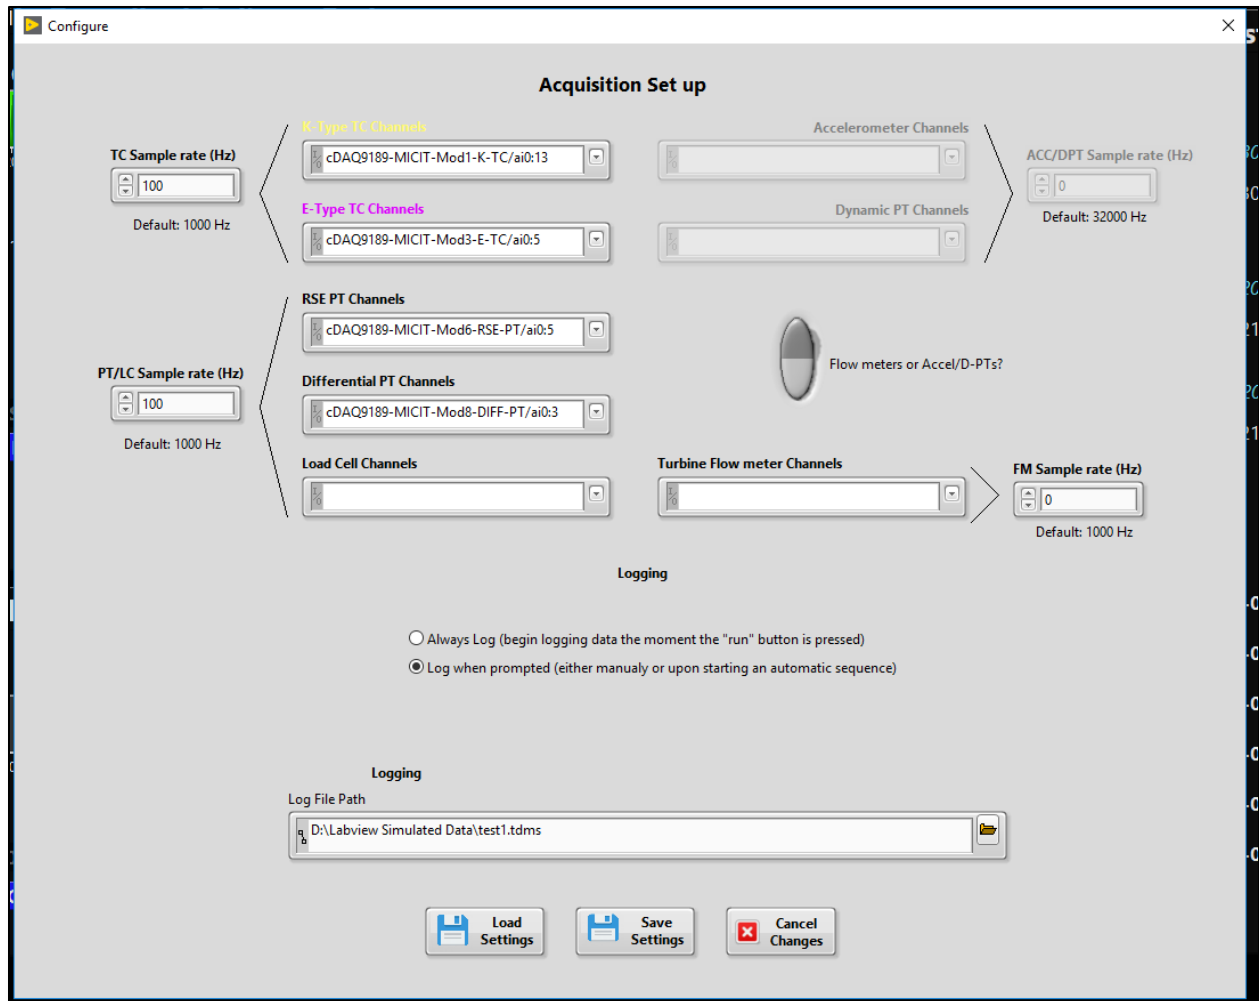 Configure
Acquisition Set up
K-Type TC Channels
Accelerometer Channels
TC Sample rate (Hz)
cDAQ9189-MICIT-Mod1-K-TC/ai0:13
ACC/DPT Sample rate (Hz)
100
0
E-Type TC Channels
Dynamic PT Channels
Default: 1000 Hz
Default: 32000 Hz
cDAQ9189-MICIT-Mod3-E-TC/ai0:5
RSE PT Channels
cDAQ9189-MICIT-Mod6-RSE-PT/ai0:5
PT/LC Sample rate (Hz)
Flow meters or Accel/D-PTs?
Differential PT Channels
100
cDAQ9189-MICIT-Mod8-DIFF-PT/ai0:3
Default: 1000 Hz
Load Cell Channels
Turbine Flow meter Channels
FM Sample rate (Hz)
0
Default: 1000 Hz
Logging
Always Log (begin logging data the moment the "run" button is pressed)
Log when prompted (either manualy or upon starting an automatic sequence)
Logging
Log File Path
D:\Labview Simulated Data\test1.tdms
Load Settings
Save Settings
Cancel Changes